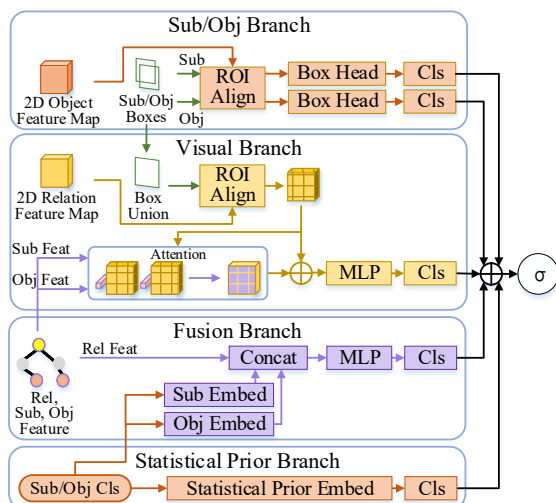 Sub/Obj Branch
2D Object
Feature Map
Sub/Obj
Boxes
Sub
Obj
ROI
Align
Box Head
Cls
Box Head
Cls
Visual Branch
2D Relation
Feature Map
Box
Union
ROI
Align
Sub Feat
Obj Feat
Attention
MLP
Cls
σ
Fusion Branch
Rel Feat
Concat
MLP
Cls
Sub Embed
Obj Embed
Rel,
Sub, Obj
Feature
Statistical Prior Branch
Sub/Obj Cls
Statistical Prior Embed
Cls